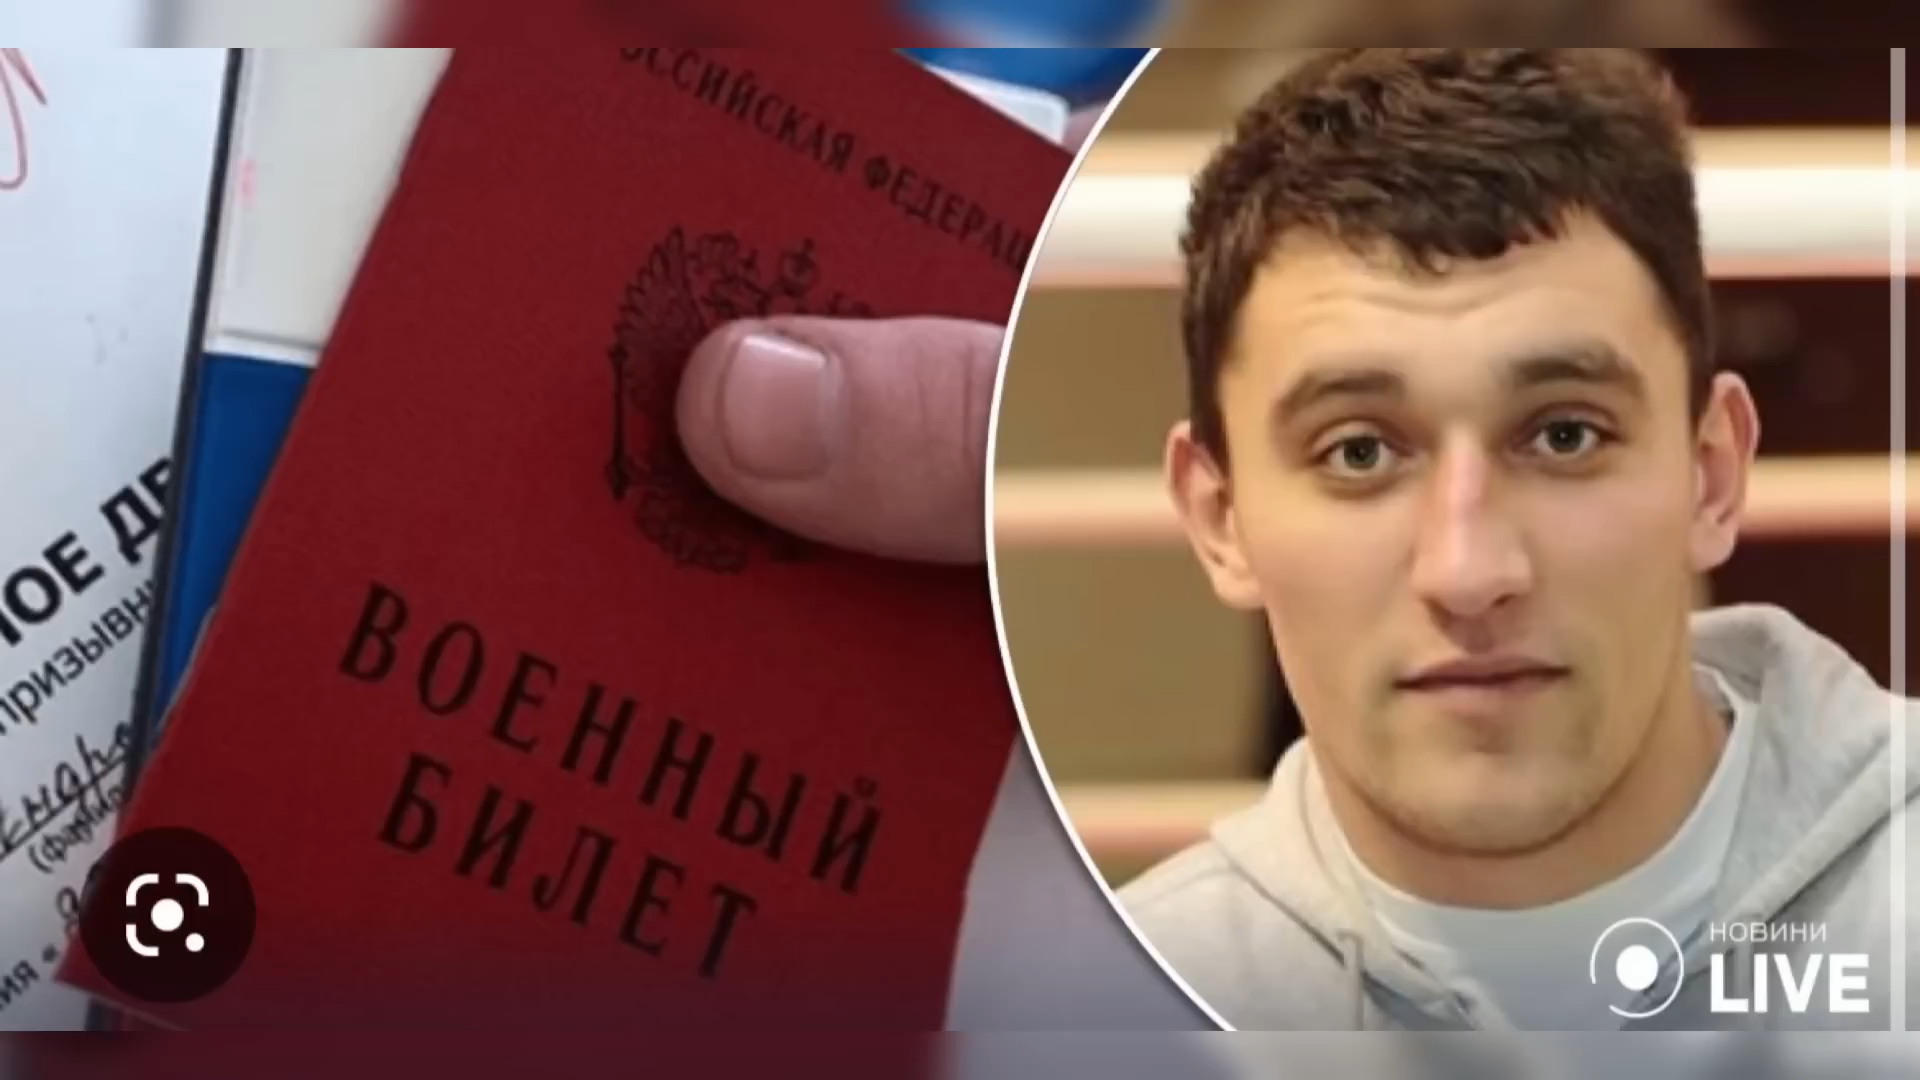 ОССИЙСКАЯ ФЕДЕРАЦ
ВОЕННЫЙ
БИЛЕТ
НОЕ ДЕ
призывн
НОВИНИ
LIVE